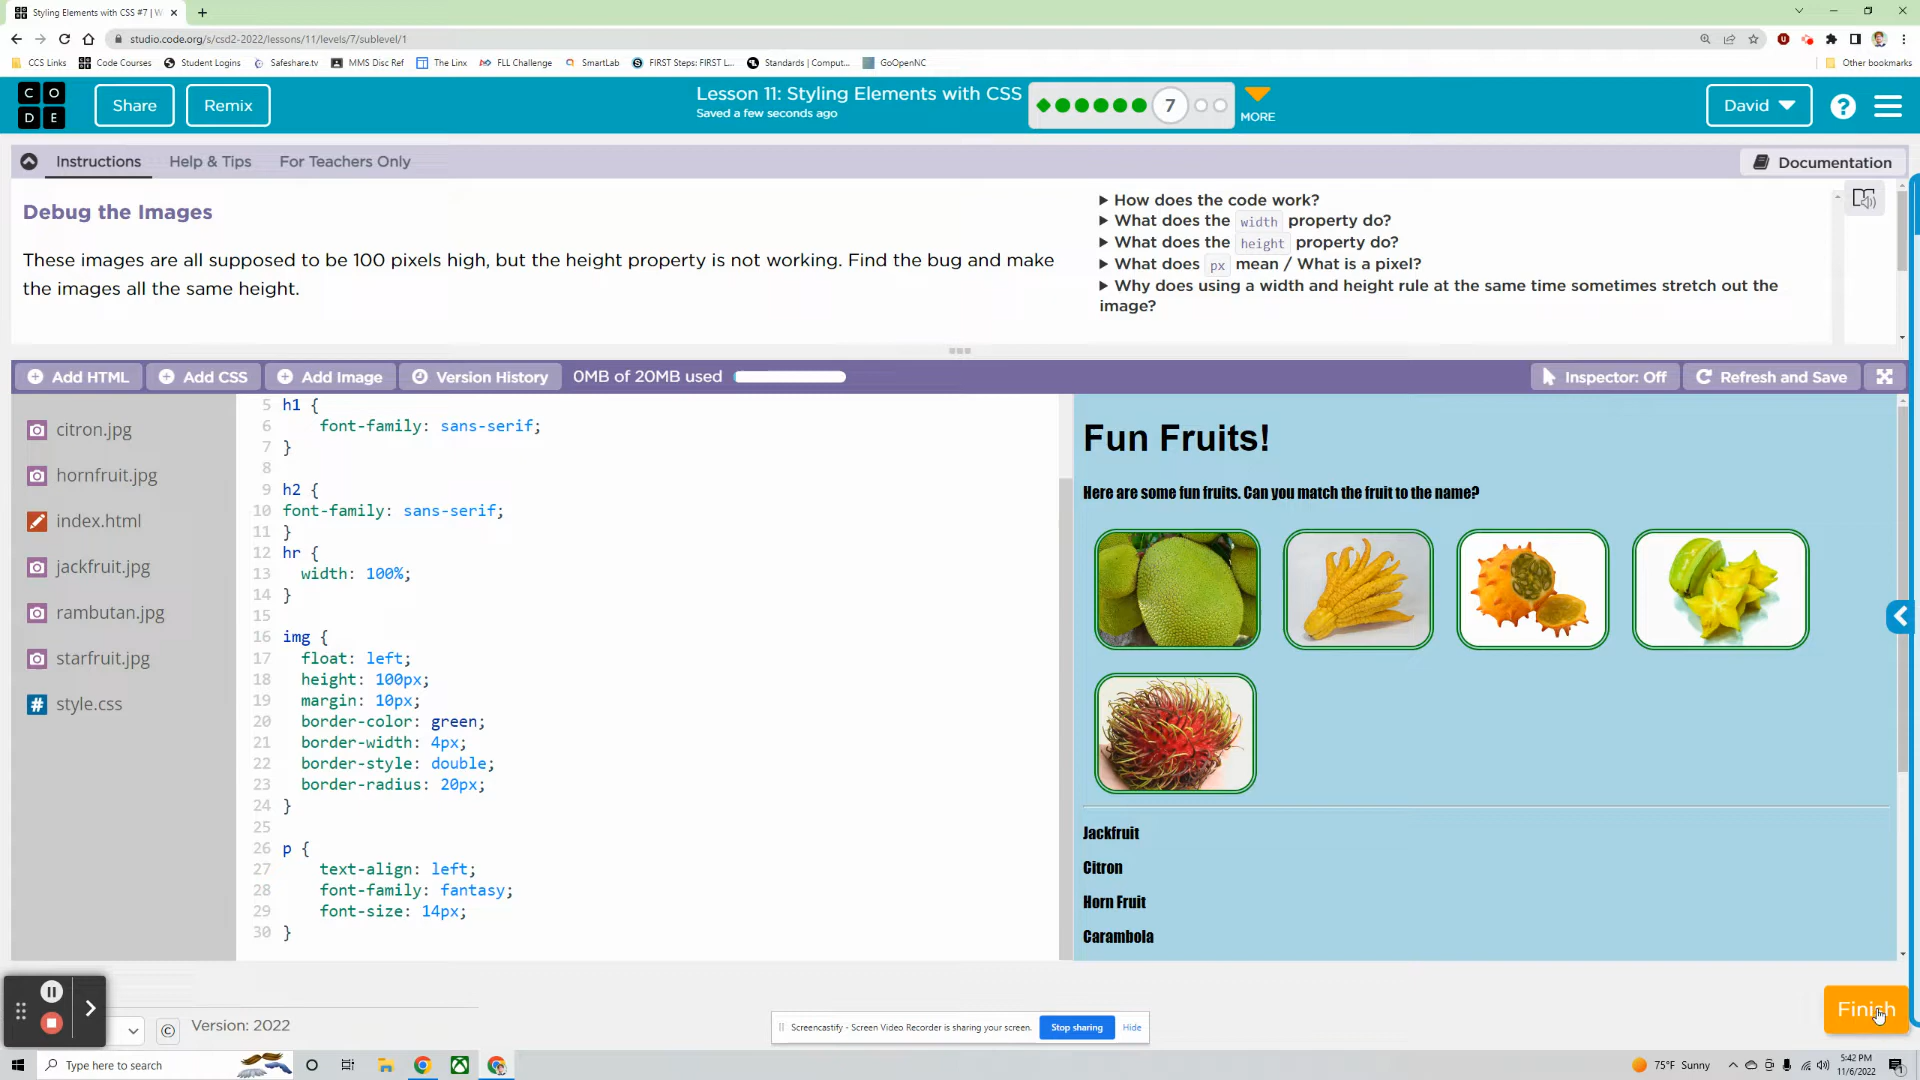 Styling Elements with CSS #7 | W
studio.code.org/s/csd2-2022/lessons/11/levels/7/sublevel/1
CCS Links Code Courses Student Logins Safeshare.tv MMS Disc Ref The Linx FLL Challenge SmartLab FIRST Steps: FIRST L... Standards | Comput... GoOpenNC Other bookmarks
CODE
Share Remix
Lesson 11: Styling Elements with CSS
Saved a few seconds ago
7
MORE
David
?
Instructions Help & Tips For Teachers Only Documentation
Debug the Images
These images are all supposed to be 100 pixels high, but the height property is not working. Find the bug and make
the images all the same height.
How does the code work?
What does the width property do?
What does the height property do?
What does px mean / What is a pixel?
Why does using a width and height rule at the same time sometimes stretch out the
image?
Add HTML Add CSS Add Image Version History 0MB of 20MB used Inspector: Off Refresh and Save
citron.jpg
hornfruit.jpg
index.html
jackfruit.jpg
rambutan.jpg
starfruit.jpg
# style.css
5 h1 {
6 font-family: sans-serif;
7 }
8
9 h2 {
10 font-family: sans-serif;
11 }
12 hr {
13 width: 100%;
14 }
15
16 img {
17 float: left;
18 height: 100px;
19 margin: 10px;
20 border-color: green;
21 border-width: 4px;
22 border-style: double;
23 border-radius: 20px;
24 }
25
26 p {
27 text-align: left;
28 font-family: fantasy;
29 font-size: 14px;
30 }
Fun Fruits!
Here are some fun fruits. Can you match the fruit to the name?
Jackfruit
Citron
Horn Fruit
Carambola
Finish
© Version: 2022
Screencastify - Screen Video Recorder is sharing your screen. Stop sharing Hide
Type here to search
75°F Sunny
5:42 PM
11/6/2022